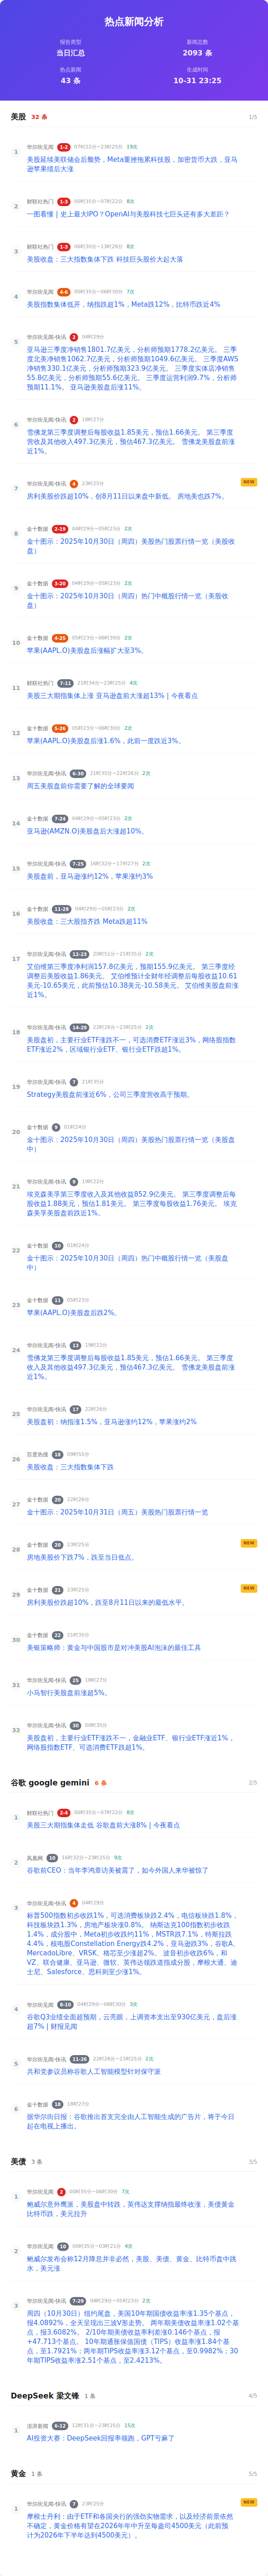 热点新闻分析
报告类型
当日汇总
新闻总数
2093 条
热点新闻
43 条
生成时间
10-31 23:25
美股 32 条 1/5
1
华尔街见闻 1-2 07时22分~23时25分 19次
美股延续美联储会后颓势，Meta重挫拖累科技股，加密货币大跌，亚马
逊苹果绩后大涨
2
财联社热门 1-3 00时35分~07时22分 8次
一图看懂 | 史上最大IPO？OpenAI与美股科技七巨头还有多大差距？
3
财联社热门 1-3 06时30分~13时26分 8次
美股收盘：三大指数集体下跌 科技巨头股价大起大落
4
华尔街见闻 4-6 00时35分~06时30分 7次
美股指数集体低开，纳指跌超1%，Meta跌12%，比特币跌近4%
5
华尔街见闻-快讯 2 04时29分
亚马逊三季度净销售1801.7亿美元，分析师预期1778.2亿美元。 三季
度北美净销售1062.7亿美元，分析师预期1049.6亿美元。 三季度AWS
净销售330.1亿美元，分析师预期323.9亿美元。 三季度实体店净销售
55.8亿美元，分析师预期55.6亿美元。 三季度运营利润9.7%，分析师
预期11.1%。 亚马逊美股盘后涨11%。
6
华尔街见闻-快讯 2 18时27分
雪佛龙第三季度调整后每股收益1.85美元，预估1.66美元。 第三季度
营收及其他收入497.3亿美元，预估467.3亿美元。 雪佛龙美股盘前涨
近1%。
7
华尔街见闻-快讯 4 23时25分 NEW
房利美股价跌超10%，创8月11日以来盘中新低。 房地美也跌7%。
8
金十数据 2-19 04时29分~05时23分 2次
金十图示：2025年10月30日（周四）美股热门股票行情一览（美股收
盘）
9
金十数据 3-20 04时29分~05时23分 2次
金十图示：2025年10月30日（周四）热门中概股行情一览（美股收
盘）
10
金十数据 4-25 05时23分~06时30分 2次
苹果(AAPL.O)美股盘后涨幅扩大至3%。
11
财联社热门 7-11 21时34分~23时25分 4次
美股三大期指集体上涨 亚马逊盘前大涨超13% | 今夜看点
12
金十数据 5-26 05时23分~06时30分 2次
苹果(AAPL.O)美股盘后涨1.6%，此前一度跌近3%。
13
华尔街见闻-快讯 6-30 21时35分~22时26分 2次
周五美股盘前你需要了解的全球要闻
14
金十数据 7-24 04时29分~05时23分 2次
亚马逊(AMZN.O)美股盘后大涨超10%。
15
华尔街见闻-快讯 7-25 16时32分~17时27分 2次
美股盘前，亚马逊涨约12%，苹果涨约3%
16
金十数据 11-28 04时29分~05时23分 2次
美股收盘：三大股指齐跌 Meta跌超11%
17
华尔街见闻-快讯 12-23 20时51分~21时35分 2次
艾伯维第三季度净利润157.8亿美元，预期155.9亿美元。 第三季度经
调整后美股收益1.86美元。 艾伯维预计全财年经调整后每股收益10.61
美元-10.65美元，此前预估10.38美元-10.58美元。 艾伯维美股盘前涨
近1%。
18
华尔街见闻-快讯 14-29 22时26分~23时25分 2次
美股盘初，主要行业ETF涨跌不一，可选消费ETF涨近3%，网络股指数
ETF涨近2%，区域银行业ETF、银行业ETF跌超1%。
19
华尔街见闻-快讯 7 21时35分
Strategy美股盘前涨近6%，公司三季度营收高于预期。
20
金十数据 9 01时24分
金十图示：2025年10月30日（周四）美股热门股票行情一览（美股盘
中）
21
华尔街见闻-快讯 9 19时22分
埃克森美孚第三季度收入及其他收益852.9亿美元。 第三季度调整后每
股收益1.88美元，预估1.81美元。 第三季度每股收益1.76美元。 埃克
森美孚美股盘前跌近1%。
22
金十数据 10 01时24分
金十图示：2025年10月30日（周四）热门中概股行情一览（美股盘
中）
23
金十数据 11 05时23分
苹果(AAPL.O)美股盘后跌2%。
24
华尔街见闻-快讯 13 19时22分
雪佛龙第三季度调整后每股收益1.85美元，预估1.66美元。 第三季度
收入及其他收益497.3亿美元，预估467.3亿美元。 雪佛龙美股盘前涨
近1%。
25
华尔街见闻-快讯 17 22时26分
美股盘初：纳指涨1.5%，亚马逊涨约12%，苹果涨约2%
26
百度热搜 18 09时55分
美股收盘：三大指数集体下跌
27
金十数据 20 22时26分
金十图示：2025年10月31日（周五）美股热门股票行情一览
28
金十数据 20 23时25分 NEW
房地美股价下跌7%，跌至当日低点。
29
金十数据 21 23时25分 NEW
房利美股价跌超10%，跌至8月11日以来的最低水平。
30
金十数据 22 21时35分
美银策略师：黄金与中国股市是对冲美股AI泡沫的最佳工具
31
华尔街见闻-快讯 25 18时27分
小马智行美股盘前涨超5%。
32
华尔街见闻-快讯 30 00时35分
美股盘初，主要行业ETF涨跌不一，金融业ETF、银行业ETF涨近1%，
网络股指数ETF、可选消费ETF跌超1%。
谷歌 google gemini 6 条 2/5
1
财联社热门 2-4 00时35分~07时22分 8次
美股三大期指集体走低 谷歌盘前大涨8% | 今夜看点
2
凤凰网 10 16时32分~23时25分 9次
谷歌前CEO：当年李鸿章访美被震了，如今外国人来华被惊了
3
华尔街见闻-快讯 4 04时29分
标普500指数初步收跌1%，可选消费板块跌2.4%，电信板块跌1.8%，
科技板块跌1.3%，房地产板块涨0.8%。 纳斯达克100指数初步收跌
1.4%，成分股中，Meta初步收跌约11%，MSTR跌7.1%，特斯拉跌
4.4%，核电股Constellation Energy跌4.2%，亚马逊跌3%，谷歌A、
MercadoLibre、VRSK、格芯至少涨超2%。 波音初步收跌6%，和
VZ、联合健康、亚马逊、微软、英伟达领跌道指成分股，摩根大通、迪
士尼、Salesforce、思科则至少涨1%。
4
华尔街见闻 8-10 04时29分~06时30分 3次
谷歌Q3业绩全面超预期，云亮眼，上调资本支出至930亿美元，盘后涨
超7% | 财报见闻
5
华尔街见闻-快讯 11-26 22时26分~23时25分 2次
共和党参议员称谷歌人工智能模型针对保守派
6
金十数据 18 18时27分
据华尔街日报：谷歌推出首支完全由人工智能生成的广告片，将于今日
起在电视上播出。
美债 3 条 3/5
1
华尔街见闻 2 00时35分~06时30分 7次
鲍威尔意外鹰派，美股盘中转跌，英伟达支撑纳指最终收涨，美债黄金
比特币跌，美元拉升
2
华尔街见闻 10 00时35分~03时21分 4次
鲍威尔发布会称12月降息并非必然，美股、美债、黄金、比特币盘中跳
水，美元涨
3
华尔街见闻-快讯 7-29 04时29分~05时23分 2次
周四（10月30日）纽约尾盘，美国10年期国债收益率涨1.35个基点，
报4.0892%，全天呈现出三波V形走势。 两年期美债收益率涨1.02个基
点，报3.6082%。 2/10年期美债收益率利差涨0.146个基点，报
+47.713个基点。 10年期通胀保值国债（TIPS）收益率涨1.84个基
点，至1.7921%；两年期TIPS收益率涨3.12个基点，至0.9982%；30
年期TIPS收益率涨2.51个基点，至2.4213%。
DeepSeek 梁文锋 1 条 4/5
1
澎湃新闻 6-12 12时31分~23时25分 15次
AI投资大赛：DeepSeek回报率领跑，GPT亏麻了
黄金 1 条 5/5
1
华尔街见闻-快讯 7 23时25分 NEW
摩根士丹利：由于ETF和各国央行的强劲实物需求，以及经济前景依然
不确定，黄金价格有望在2026年年中升至每盎司4500美元（此前预
计为2026年下半年达到4500美元）。